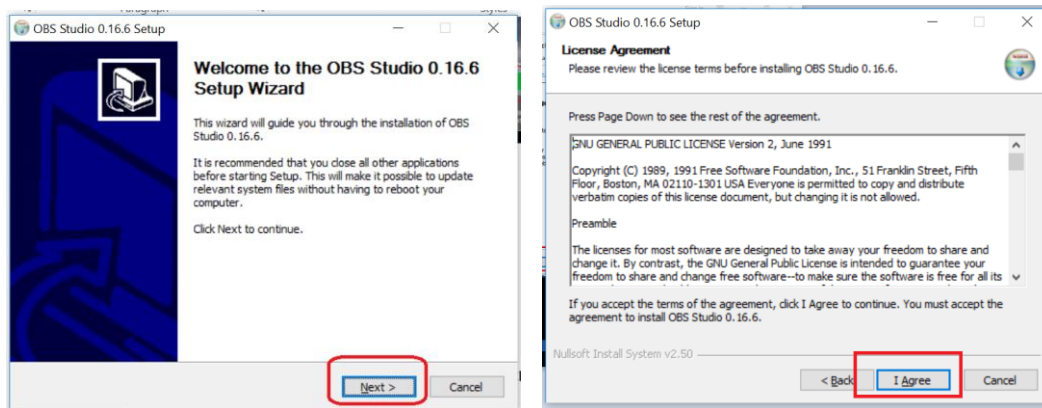 OBS Studio 0.16.6 Setup
Welcome to the OBS Studio 0.16.6
Setup Wizard
This wizard will guide you through the installation of OBS
Studio 0.16.6.
It is recommended that you close all other applications
before starting Setup. This will make it possible to update
relevant system files without having to reboot your
computer.
Click Next to continue.
Next >
Cancel
OBS Studio 0.16.6 Setup
License Agreement
Please review the license terms before installing OBS Studio 0.16.6.
Press Page Down to see the rest of the agreement.
GNU GENERAL PUBLIC LICENSE Version 2, June 1991
Copyright (C) 1989, 1991 Free Software Foundation, Inc., 51 Franklin Street, Fifth
Floor, Boston, MA 02110-1301 USA Everyone is permitted to copy and distribute
verbatim copies of this license document, but changing it is not allowed.
Preamble
The licenses for most software are designed to take away your freedom to share and
change it. By contrast, the GNU General Public License is intended to guarantee your
freedom to share and change free software--to make sure the software is free for all its
If you accept the terms of the agreement, click I Agree to continue. You must accept the
agreement to install OBS Studio 0.16.6.
Nullsoft Install System v2.50
< Back
I Agree
Cancel